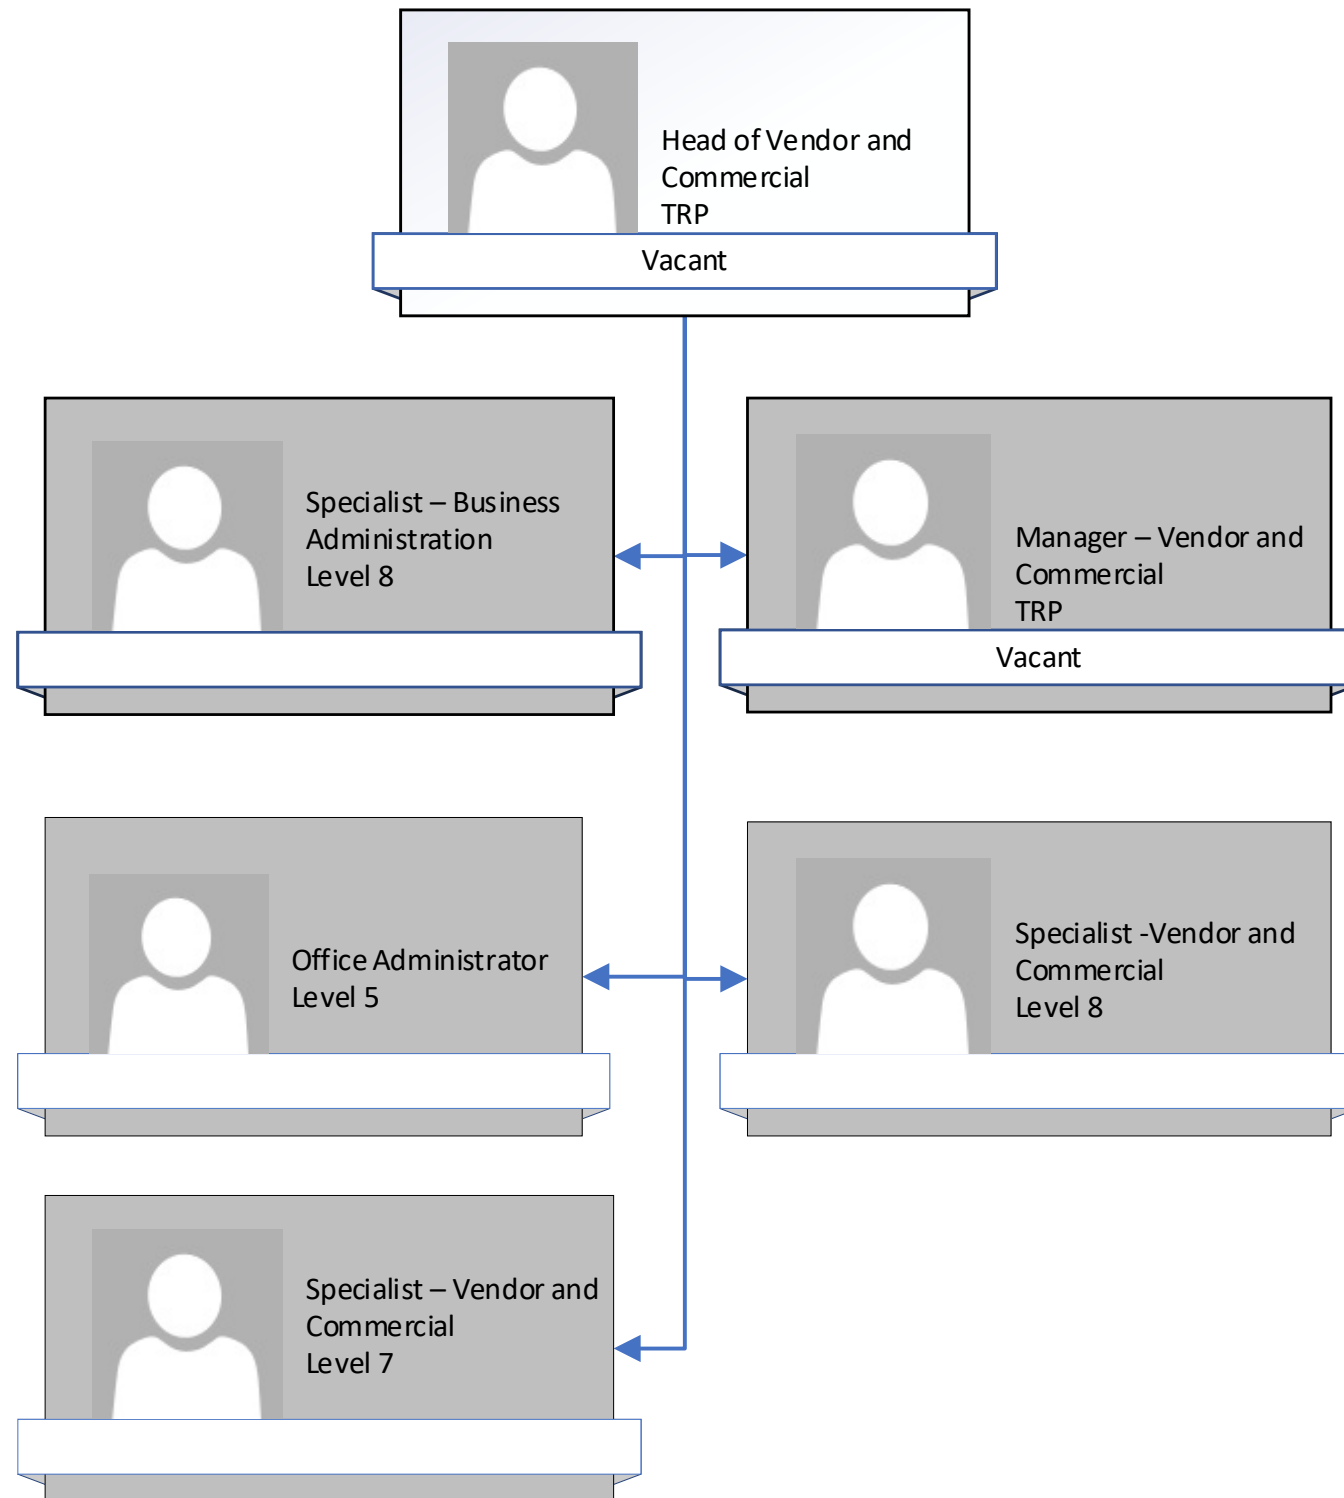 Head of Vendor and
Commercial
TRP
Vacant
Specialist – Business
Administration
Level 8
Manager – Vendor and
Commercial
TRP
Vacant
Office Administrator
Level 5
Specialist -Vendor and
Commercial
Level 8
Specialist – Vendor and
Commercial
Level 7